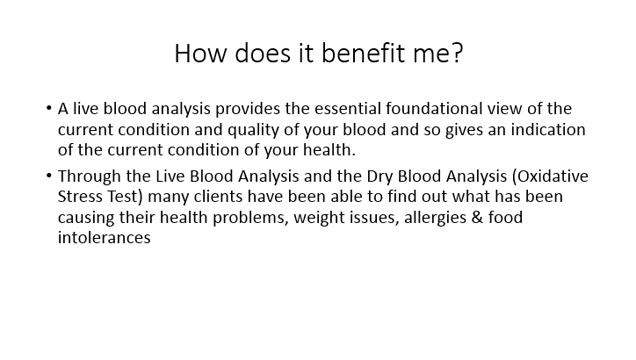 How does it benefit me?
• A live blood analysis provides the essential foundational view of the
current condition and quality of your blood and so gives an indication
of the current condition of your health.
• Through the Live Blood Analysis and the Dry Blood Analysis (Oxidative
Stress Test) many clients have been able to find out what has been
causing their health problems, weight issues, allergies & food
intolerances